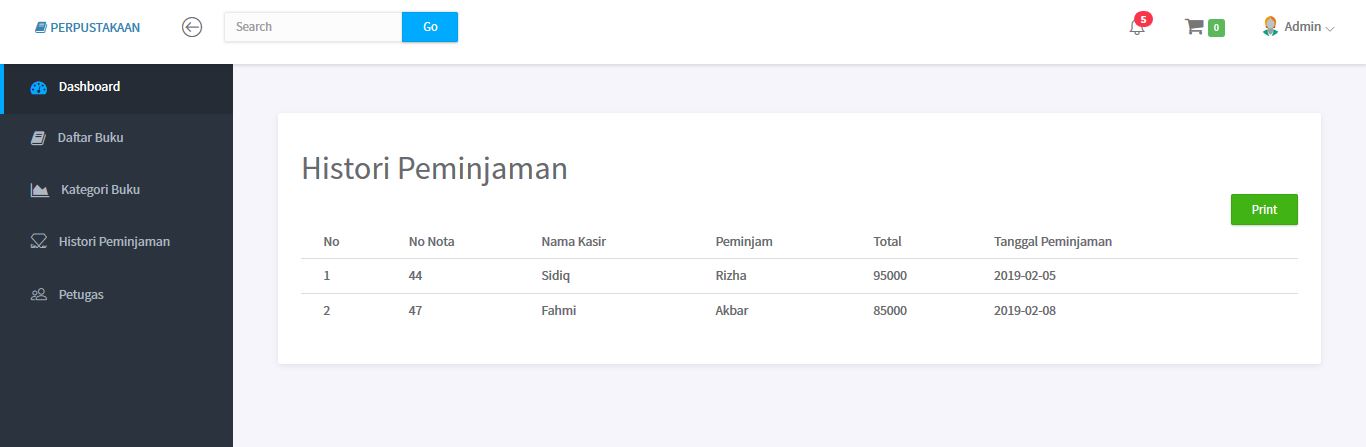 PERPUSTAKAAN Search Go 5 0 Admin
Dashboard
Daftar Buku
Kategori Buku
Histori Peminjaman
Petugas
Histori Peminjaman
Print
No No Nota Nama Kasir Peminjam Total Tanggal Peminjaman
1 44 Sidiq Rizha 95000 2019-02-05
2 47 Fahmi Akbar 85000 2019-02-08